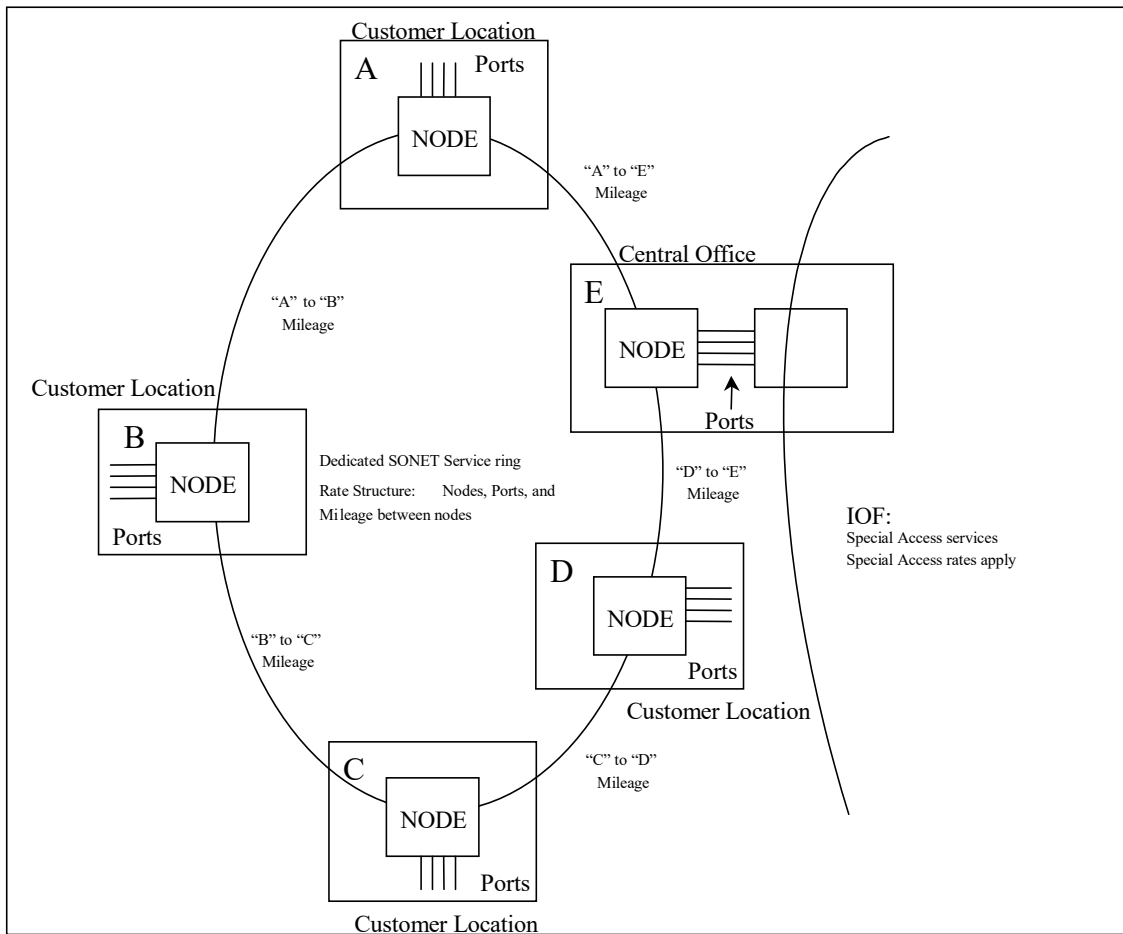 Customer Location
A
Ports
NODE
“A” to “E”
Mileage
Central Office
E
“A” to “B”
Mileage
NODE
Ports
Customer Location
B
NODE
Ports
Dedicated SONET Service ring
Rate Structure: Nodes, Ports, and
Mileage between nodes
“D” to “E”
Mileage
IOF:
Special Access services
Special Access rates apply
D
NODE
Ports
Customer Location
“B” to “C”
Mileage
“C” to “D”
Mileage
C
NODE
Ports
Customer Location